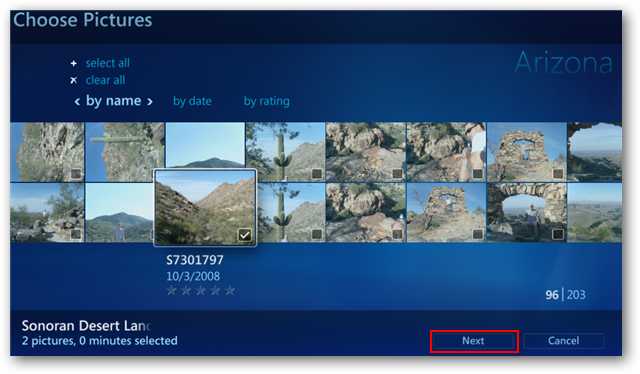 Choose Pictures
+ select all
× clear all
Arizona
‹ by name › by date by rating
S7301797
10/3/2008
96 | 203
Sonoran Desert Lan
2 pictures, 0 minutes selected
Next Cancel